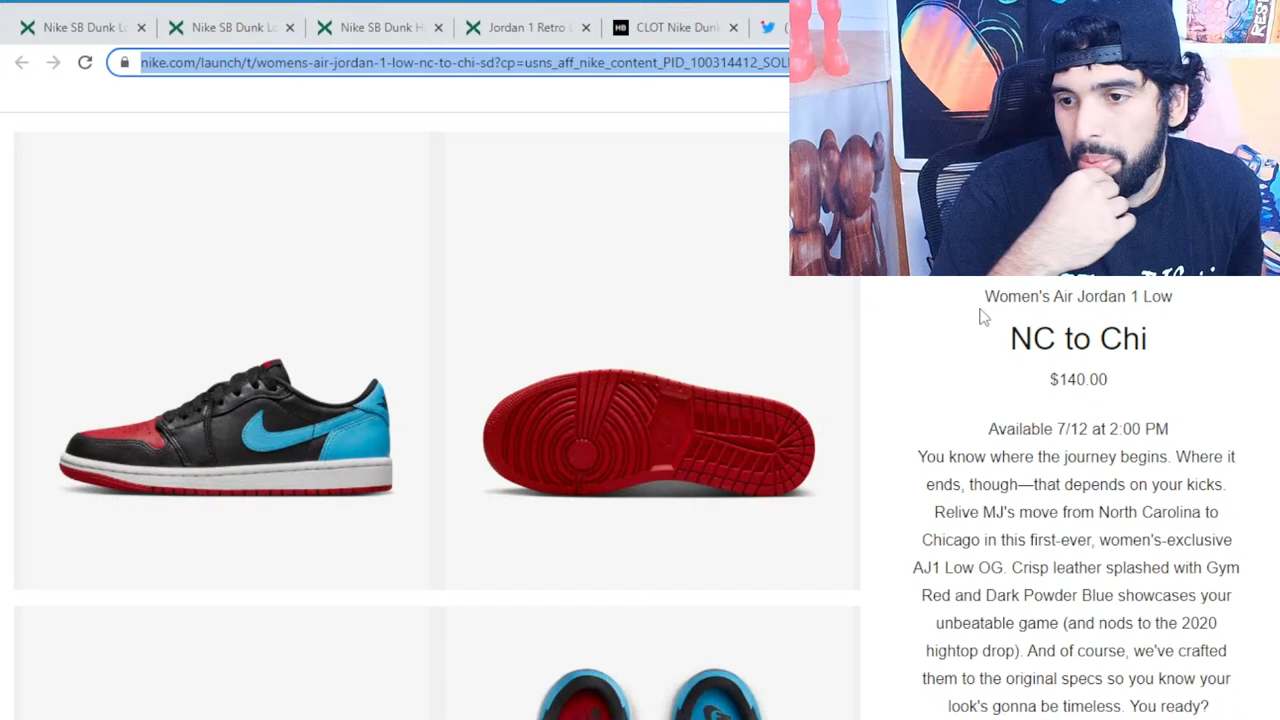 Nike SB Dunk L
Nike SB Dunk Lo
Nike SB Dunk H
Jordan 1 Retro
CLOT Nike Dun
nike.com/launch/t/womens-air-jordan-1-low-nc-to-chi-sd?cp=usns_aff_nike_content_PID_100314412_SOL
Women's Air Jordan 1 Low
NC to Chi
$140.00
Available 7/12 at 2:00 PM
You know where the journey begins. Where it
ends, though—that depends on your kicks.
Relive MJ's move from North Carolina to
Chicago in this first-ever, women's-exclusive
AJ1 Low OG. Crisp leather splashed with Gym
Red and Dark Powder Blue showcases your
unbeatable game (and nods to the 2020
hightop drop). And of course, we've crafted
them to the original specs so you know your
look's gonna be timeless. You ready?